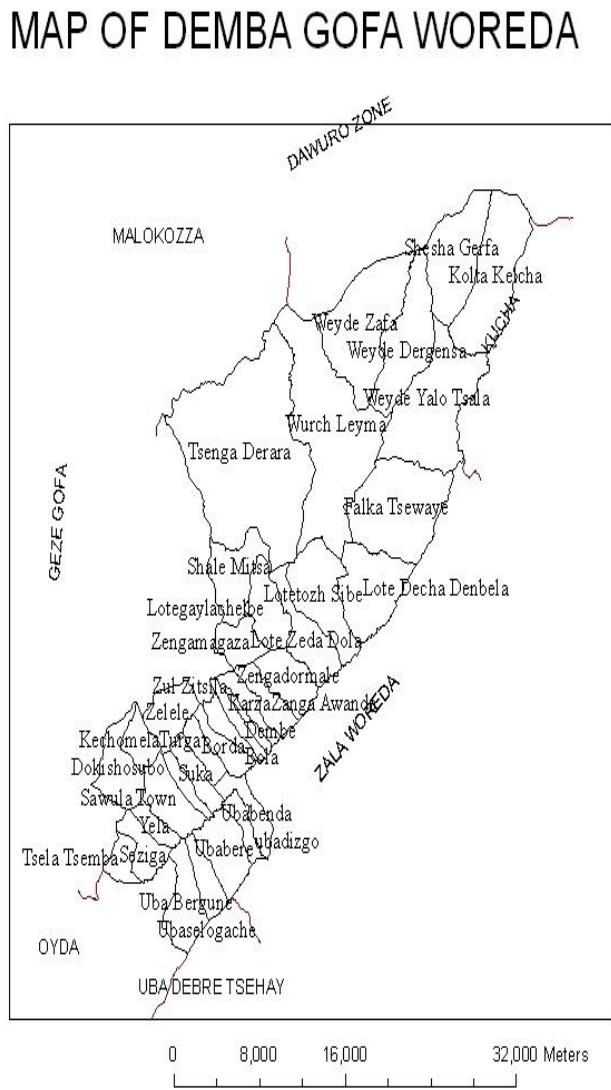 MAP OF DEMBA GOFA WOREDA
DAWURO ZONE
MALOKOZZA
Shesha Gerfa
Kolta Kelcha
KUCHA
Weyde Zafa
Weyde Dergensa
Weyde Yalo Tsala
Wurch Leyma
Tsenga Derara
GEZE GOFA
Falka Tsewaye
Shale Mitsa
Lote Decha Denbela
Lotetozh Sibe
Lotegaylacheibe
Zengamagaza
Lote Zeda Dola
Zengadormale
Zul Zitsila
Karza
Zanga Awande
Zelele
Dembe
Kechomela
Turga
Borda
Bola
ZALA WOREDA
Dokishosubo
Suka
Sawula Town
Ubabenda
Yela
ubadizgo
Ubabere
Tsela Tsemba
Seziga
Uba Bergune
Ubaselogache
OYDA
UBA DEBRE TSEHAY
0 8,000 16,000 32,000 Meters